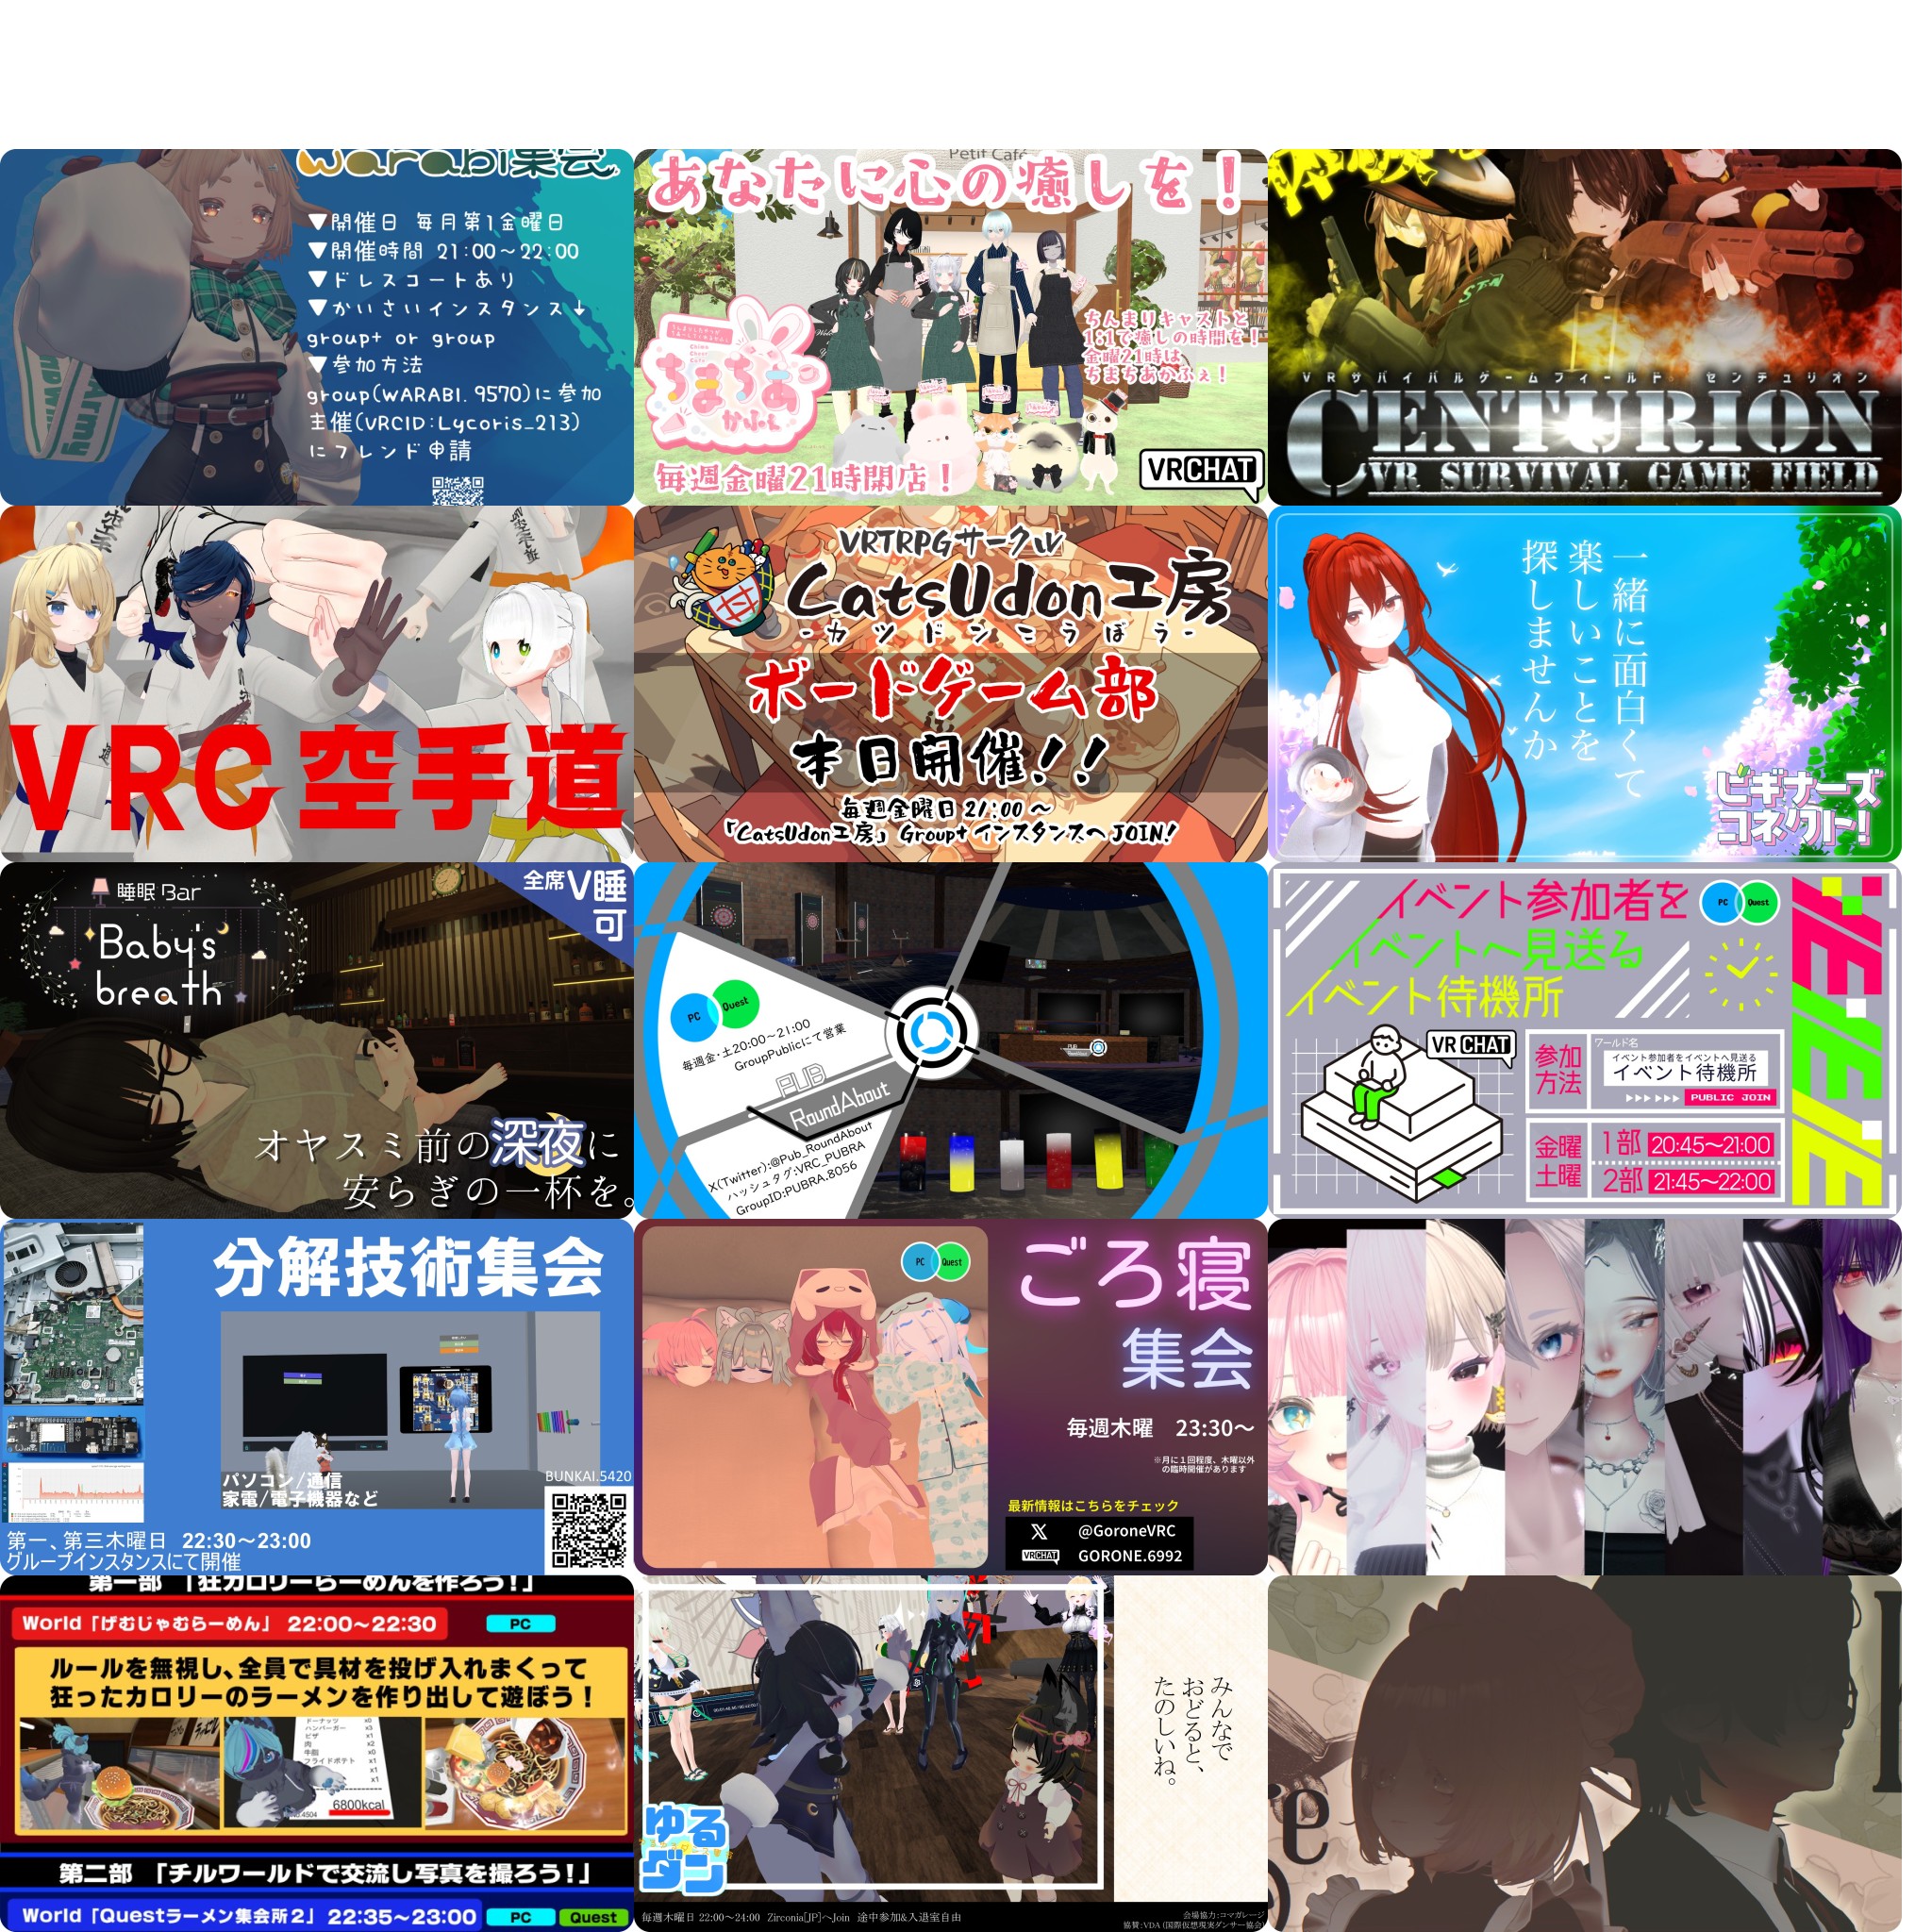 warabi集会
▼開催日 毎月第1金曜日
▼開催時間 21:00～22:00
▼ドレスコートあり
▼かいさいインスタンス↓
group+ or group
▼参加方法
group(WARABI.9570)に参加
主催(VRCID:Lycoris_213)
にフレンド申請
Petit Café
あなたに心の癒しを！
ちんまりキャストと
1:1で癒しの時間を！
金曜21時は
ちまちあかふぇ！
ちまちあ
かふぇ
毎週金曜21時開店！
VRCHAT
VRサバイバルゲームフィールド センチュリオン
CENTURION
VR SURVIVAL GAME FIELD
VRC空手道
VRTRPGサークル
CatsUdon工房
-カツドンこうぼう-
ボードゲーム部
本日開催!!
毎週金曜日 21:00 ～
「CatsUdon工房」 Group+ インスタンスへ JOIN!
一緒に面白くて
楽しいことを
探しませんか
ビギナーズ
コネクト!
睡眠 Bar
Baby's
breath
全席V睡
可
オヤスミ前の深夜に
安らぎの一杯を。
PC Quest
毎週金・土20:00～21:00
GroupPublicにて営業
PUB
RoundAbout
X(Twitter):@Pub_RoundAbout
ハッシュタグ:VRC_PUBRA
GroupID:PUBRA.8056
イベント参加者を
イベントへ見送る
イベント待機所
PC Quest
VRCHAT
参加
方法
ワールド名
イベント参加者をイベントへ見送る
イベント待機所
PUBLIC JOIN
金曜
土曜
1部 20:45～21:00
2部 21:45～22:00
分解技術集会
パソコン/通信
家電/電子機器など
BUNKAI.5420
第一、第三木曜日 22:30～23:00
グループインスタンスにて開催
PC Quest
ごろ寝
集会
毎週木曜 23:30～
※月に1回程度、木曜以外
の臨時開催があります
最新情報はこちらをチェック
X @GoroneVRC
VRCHAT GORONE.6992
第一部 「狂カロリーらーめんを作ろう！」
World「げむじゃむらーめん」 22:00～22:30 PC
ルールを無視し、全員で具材を投げ入れまくって
狂ったカロリーのラーメンを作り出して遊ぼう！
ドーナッツ x0
ハンバーガー x3
ピザ x1
肉 x2
牛脂 x0
フライドポテト x1
x1
6800kcal
第二部 「チルワールドで交流し写真を撮ろう！」
World「Questラーメン集会所2」 22:35～23:00 PC Quest
みんなで
おどると、
たのしいね。
ゆる
ダン
毎週木曜日 22:00～24:00 Zirconia[JP]へJoin 途中参加&入退室自由
会場協力:コマガレージ
協賛:VDA (国際仮想現実ダンサー協会)